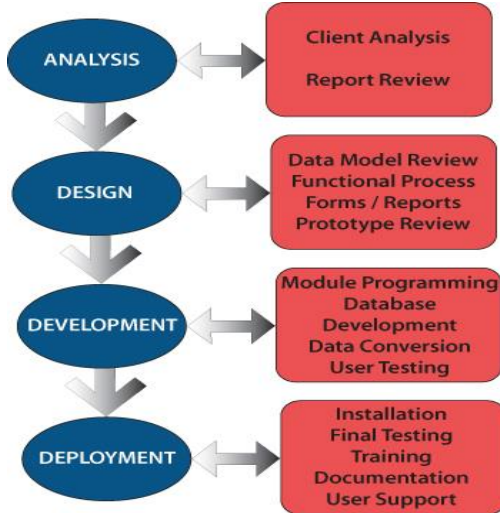 ANALYSIS
Client Analysis
Report Review
DESIGN
Data Model Review
Functional Process
Forms / Reports
Prototype Review
DEVELOPMENT
Module Programming
Database
Development
Data Conversion
User Testing
DEPLOYMENT
Installation
Final Testing
Training
Documentation
User Support